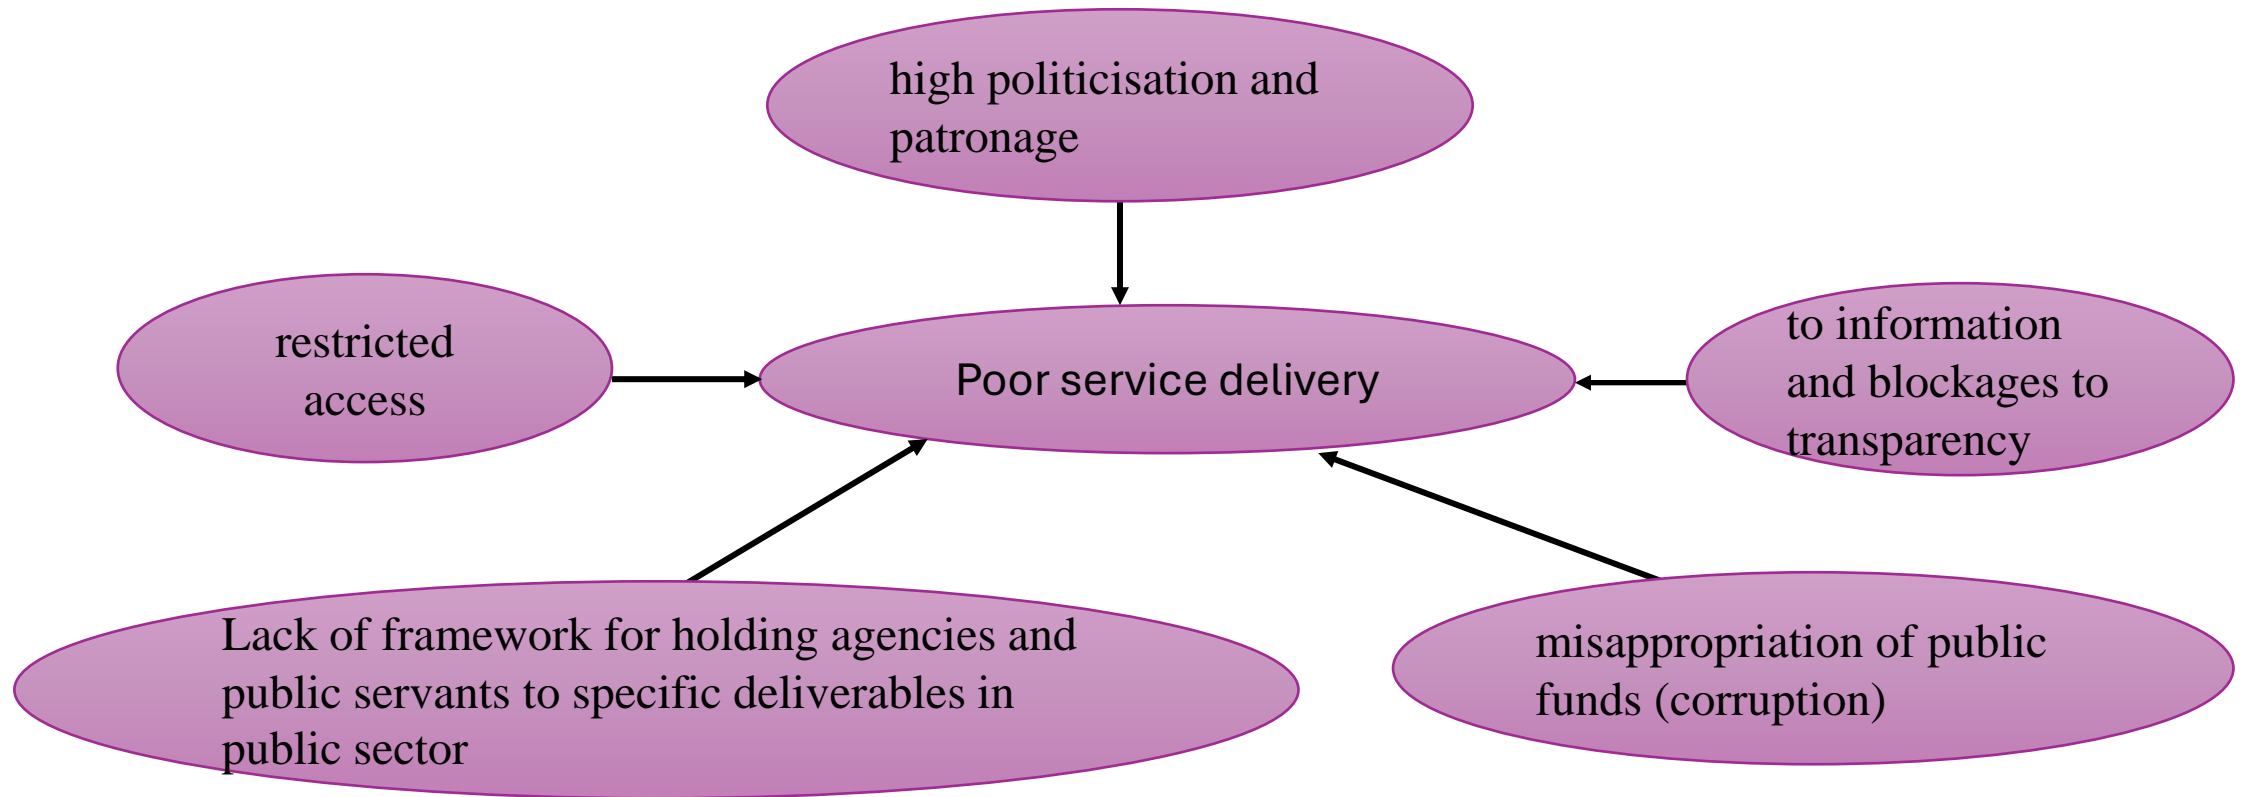 high politicisation and
patronage
restricted
access
Poor service delivery
to information
and blockages to
transparency
Lack of framework for holding agencies and
public servants to specific deliverables in
public sector
misappropriation of public
funds (corruption)